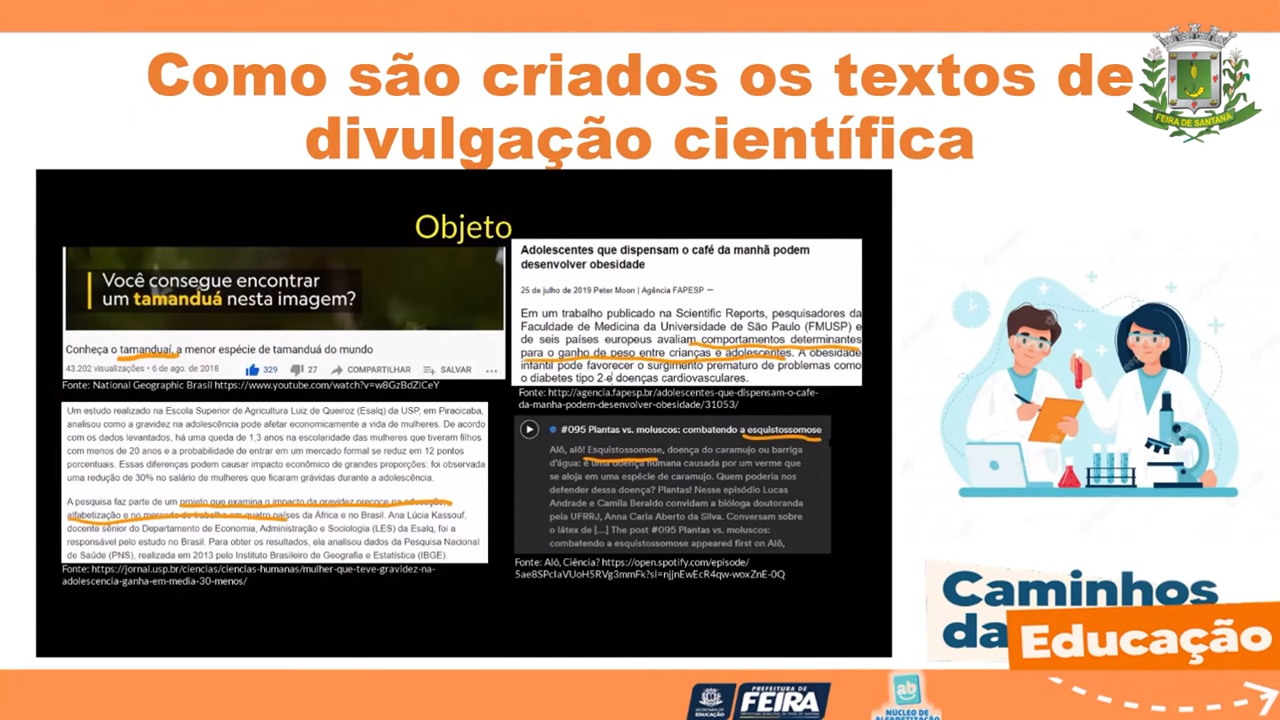 Como são criados os textos de
divulgação científica
FEIRA DE SANTANA
Objeto
Você consegue encontrar
um tamanduá nesta imagem?
Conheça o tamanduaí, a menor espécie de tamanduá do mundo
43.202 visualizações • 6 de ago. de 2018
329
27
COMPARTILHAR
SALVAR
Fonte: National Geographic Brasil https://www.youtube.com/watch?v=w8GzBdZlCeY
Adolescentes que dispensam o café da manhã podem
desenvolver obesidade
25 de julho de 2019 Peter Moon | Agência FAPESP —
Em um trabalho publicado na Scientific Reports, pesquisadores da
Faculdade de Medicina da Universidade de São Paulo (FMUSP) e
de seis países europeus avaliam comportamentos determinantes
para o ganho de peso entre crianças e adolescentes. A obesidade
infantil pode favorecer o surgimento prematuro de problemas como
o diabetes tipo 2 e doenças cardiovasculares.
Fonte: http://agencia.fapesp.br/adolescentes-que-dispensam-o-cafe-
da-manha-podem-desenvolver-obesidade/31053/
Um estudo realizado na Escola Superior de Agricultura Luiz de Queiroz (Esalq) da USP, em Piracicaba,
analisou como a gravidez na adolescência pode afetar economicamente a vida de mulheres. De acordo
com os dados levantados, há uma queda de 1,3 anos na escolaridade das mulheres que tiveram filhos
com menos de 20 anos e a probabilidade de entrar em um mercado formal se reduz em 12 pontos
porcentuais. Essas diferenças podem causar impacto econômico de grandes proporções: foi observada
uma redução de 30% no salário de mulheres que ficaram grávidas durante a adolescência.
A pesquisa faz parte de um projeto que examina o impacto da gravidez precoce na educação,
alfabetização e no mercado de trabalho em quatro países da África e no Brasil. Ana Lúcia Kassouf,
docente sênior do Departamento de Economia, Administração e Sociologia (LES) da Esalq, foi a
responsável pelo estudo no Brasil. Para obter os resultados, ela analisou dados da Pesquisa Nacional
de Saúde (PNS), realizada em 2013 pelo Instituto Brasileiro de Geografia e Estatística (IBGE).
Fonte: https://jornal.usp.br/ciencias/ciencias-humanas/mulher-que-teve-gravidez-na-
adolescencia-ganha-em-media-30-menos/
#095 Plantas vs. moluscos: combatendo a esquistossomose
Alô, alô! Esquistossomose, doença do caramujo ou barriga
d'água: é uma doença humana causada por um verme que
se aloja em uma espécie de caramujo. Quem poderia nos
defender dessa doença? Plantas! Nesse episódio Lucas
Andrade e Camila Beraldo convidam a bióloga doutoranda
pela UFRRJ, Anna Carla Aberto da Silva. Conversam sobre
o látex de [...] The post #095 Plantas vs. moluscos:
combatendo a esquistossomose appeared first on Alô,
Fonte: Alô, Ciência? https://open.spotify.com/episode/
5ae8SPcIaVUoH5RVg3mmFk?si=njjnEwEcR4qw-woxZnE-0Q
Caminhos
da Educação
SECRETARIA DE
EDUCAÇÃO
PREFEITURA DE
FEIRA
ab
NÚCLEO DE
ALFABETIZAÇÃO